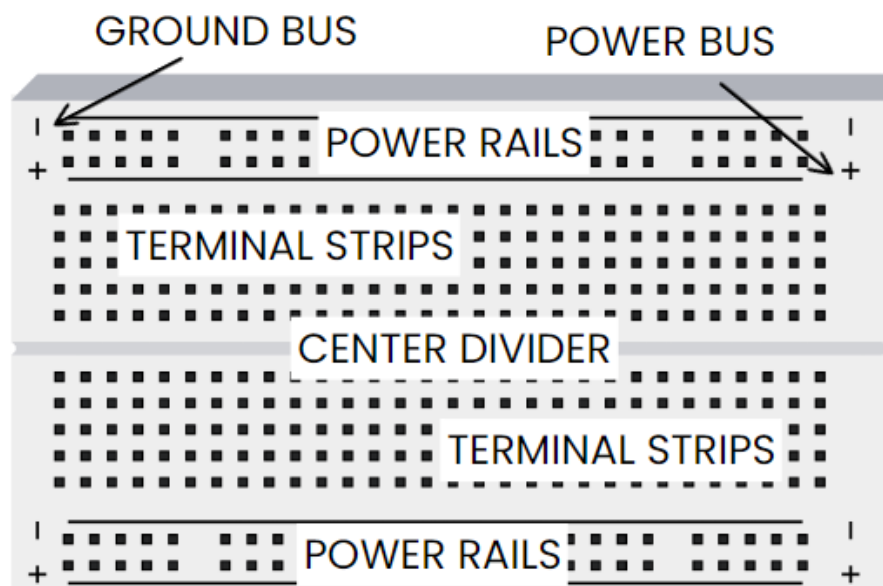 GROUND BUS
POWER BUS
- -
POWER RAILS
+ +
TERMINAL STRIPS
CENTER DIVIDER
TERMINAL STRIPS
- -
POWER RAILS
+ +